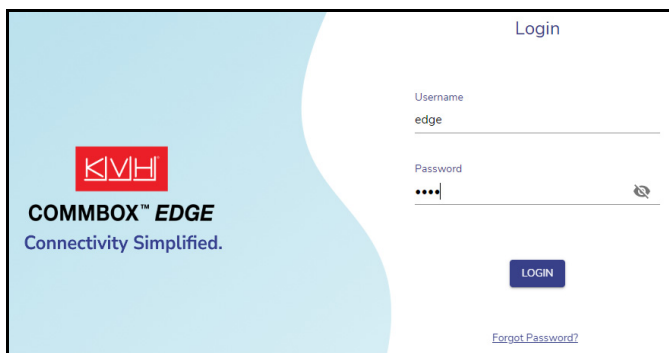 Login
Username
edge
Password
••••
KVH
COMMBOX™ EDGE
Connectivity Simplified.
LOGIN
Forgot Password?